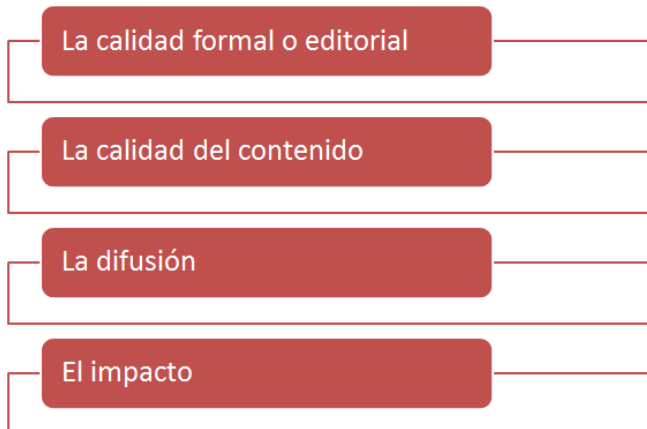 La calidad formal o editorial
La calidad del contenido
La difusión
El impacto